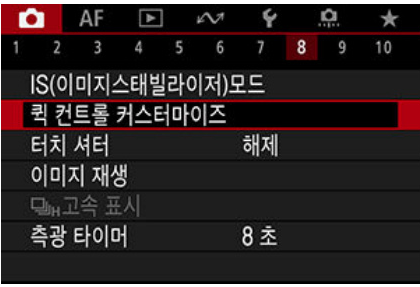 AF
1 2 3 4 5 6 7 8 9 10
IS(이미지스태빌라이저)모드
퀵 컨트롤 커스터마이즈
터치 셔터 해제
이미지 재생
H고속 표시
측광 타이머 8 초